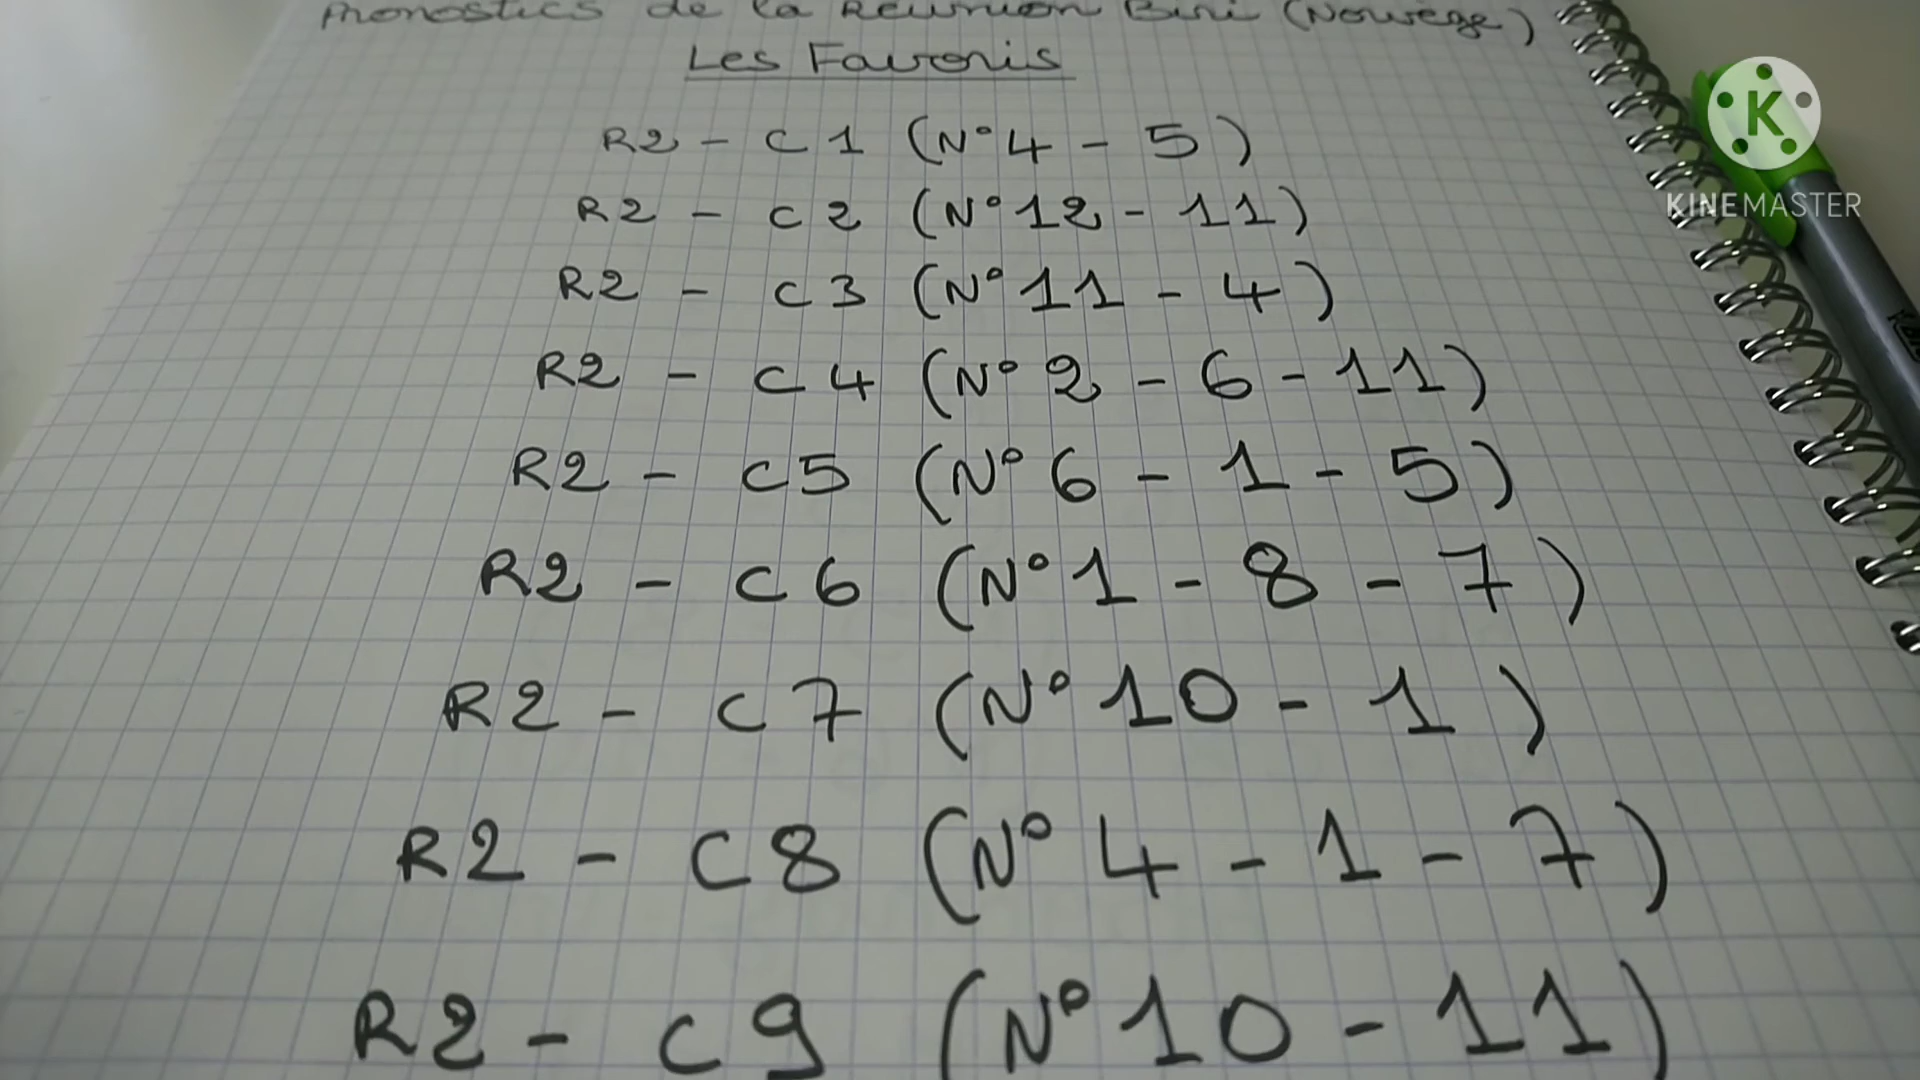 Pronostics de la Réunion Biri (Norvège)
Les Favoris
R2 - C1 (N°4 - 5)
R2 - C2 (N°12 - 11)
R2 - C3 (N°11 - 4)
R2 - C4 (N°2 - 6 - 11)
R2 - C5 (N°6 - 1 - 5)
R2 - C6 (N°1 - 8 - 7)
R2 - C7 (N°10 - 1)
R2 - C8 (N°4 - 1 - 7)
R2 - C9 (N°10 - 11)
K
KINEMASTER